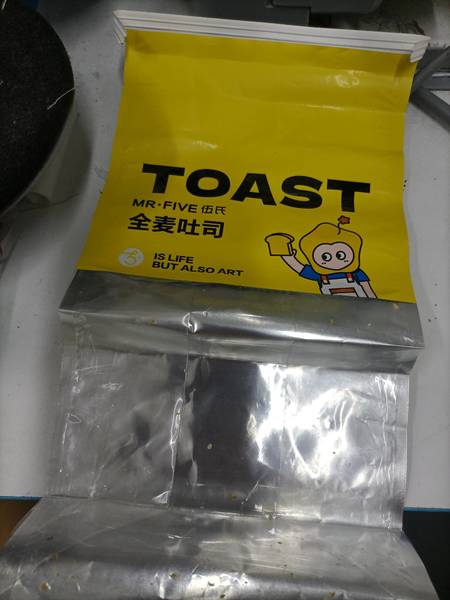 TOAST
MR·FIVE 伍氏
全麦吐司
IS LIFE
BUT ALSO ART